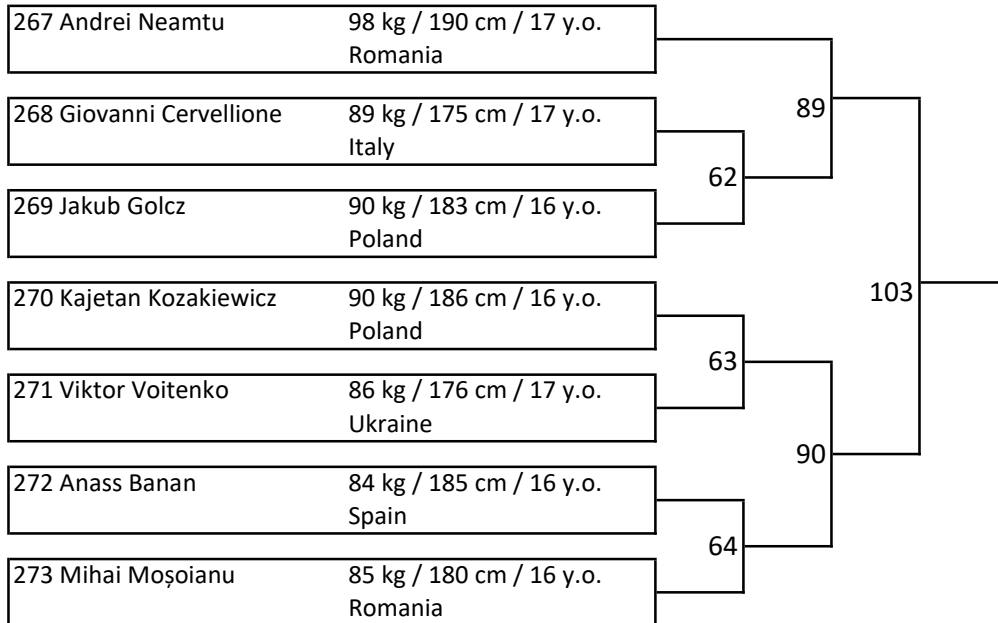 267 Andrei Neamtu 98 kg / 190 cm / 17 y.o.
Romania
89
268 Giovanni Cervellione 89 kg / 175 cm / 17 y.o.
Italy
62
269 Jakub Golcz 90 kg / 183 cm / 16 y.o.
Poland
103
270 Kajetan Kozakiewicz 90 kg / 186 cm / 16 y.o.
Poland
63
271 Viktor Voitenko 86 kg / 176 cm / 17 y.o.
Ukraine
90
272 Anass Banan 84 kg / 185 cm / 16 y.o.
Spain
64
273 Mihai Moșoianu 85 kg / 180 cm / 16 y.o.
Romania